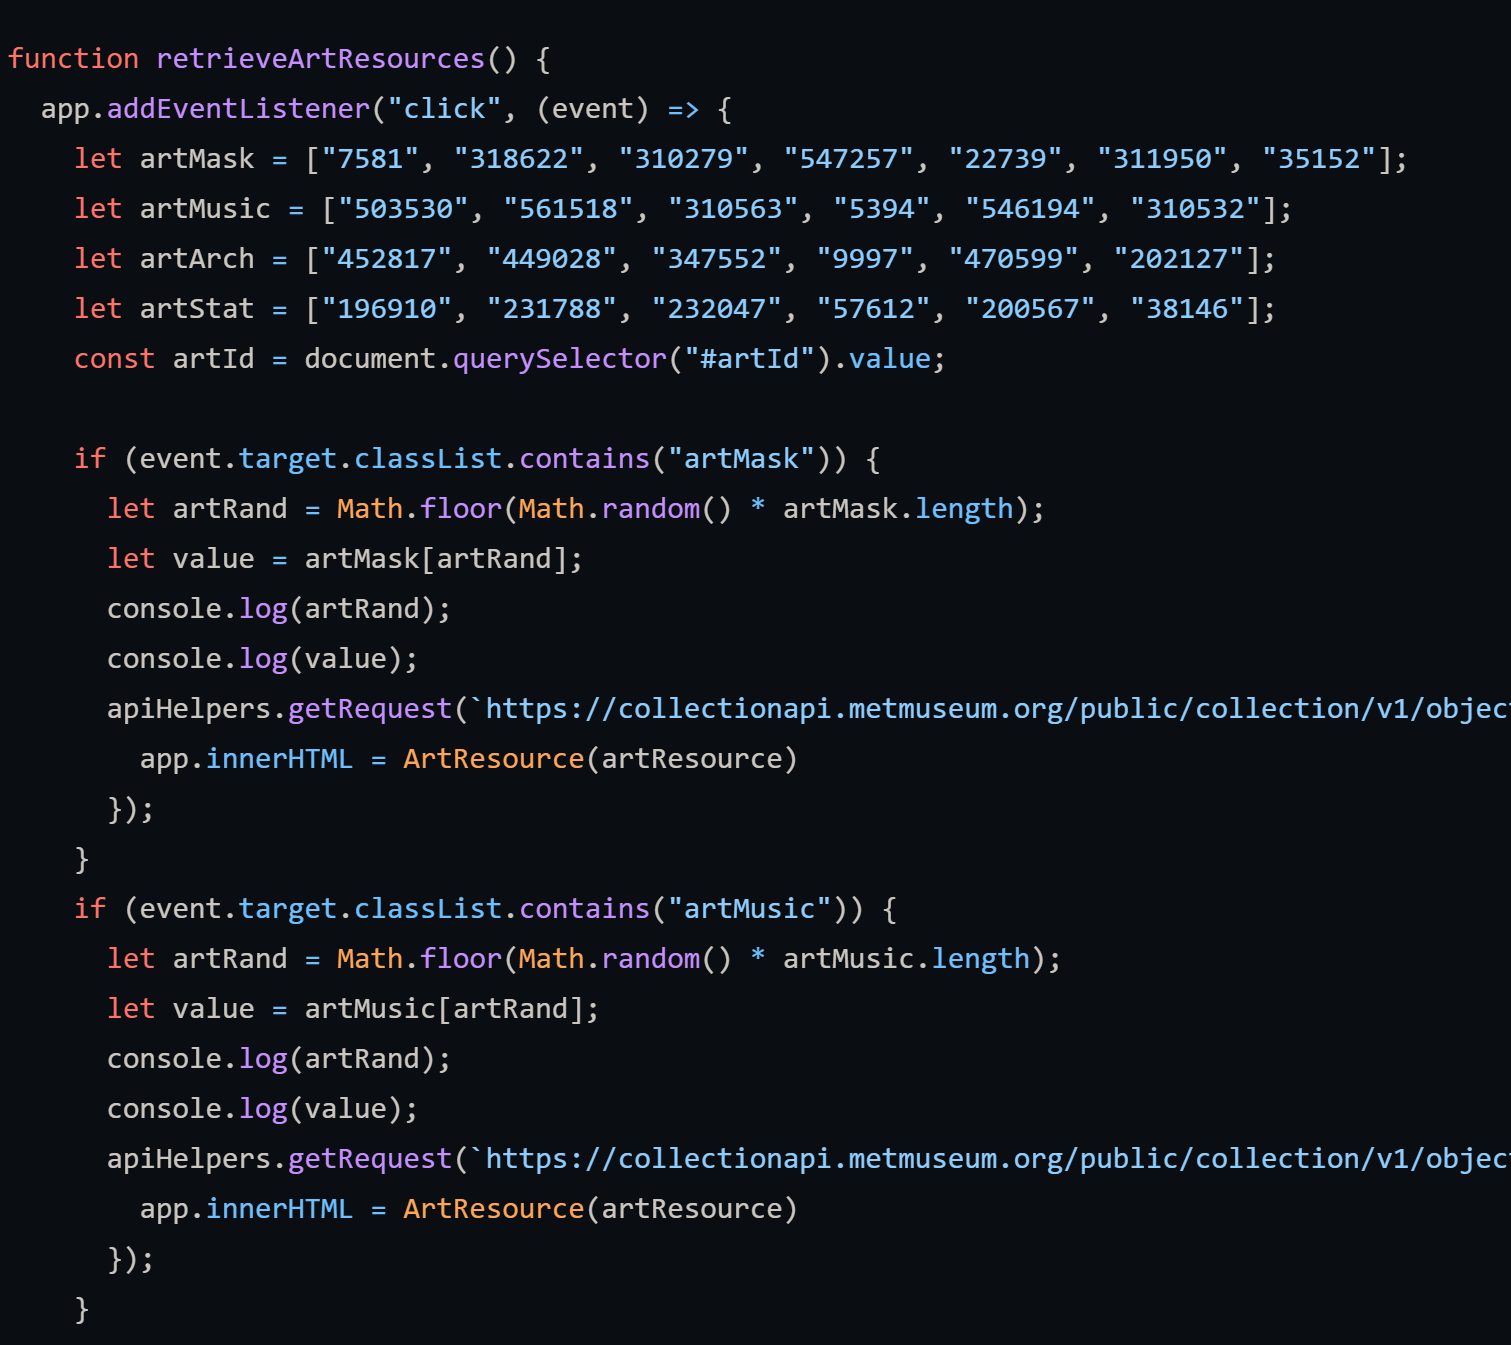 function retrieveArtResources() {
  app.addEventListener("click", (event) => {
    let artMask = ["7581", "318622", "310279", "547257", "22739", "311950", "35152"];
    let artMusic = ["503530", "561518", "310563", "5394", "546194", "310532"];
    let artArch = ["452817", "449028", "347552", "9997", "470599", "202127"];
    let artStat = ["196910", "231788", "232047", "57612", "200567", "38146"];
    const artId = document.querySelector("#artId").value;

    if (event.target.classList.contains("artMask")) {
      let artRand = Math.floor(Math.random() * artMask.length);
      let value = artMask[artRand];
      console.log(artRand);
      console.log(value);
      apiHelpers.getRequest(`https://collectionapi.metmuseum.org/public/collection/v1/objec
        app.innerHTML = ArtResource(artResource)
      });
    }
    if (event.target.classList.contains("artMusic")) {
      let artRand = Math.floor(Math.random() * artMusic.length);
      let value = artMusic[artRand];
      console.log(artRand);
      console.log(value);
      apiHelpers.getRequest(`https://collectionapi.metmuseum.org/public/collection/v1/objec
        app.innerHTML = ArtResource(artResource)
      });
    }